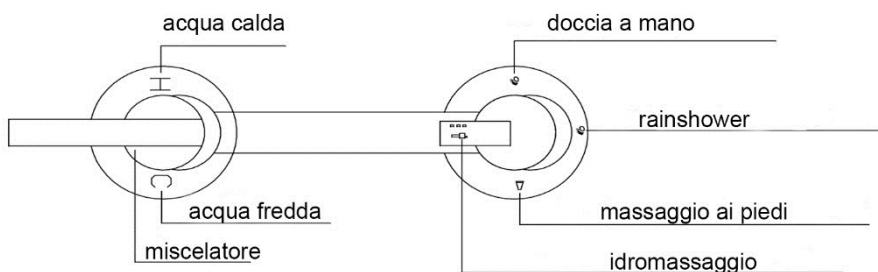 acqua calda
doccia a mano
rainshower
acqua fredda
massaggio ai piedi
miscelatore
idromassaggio